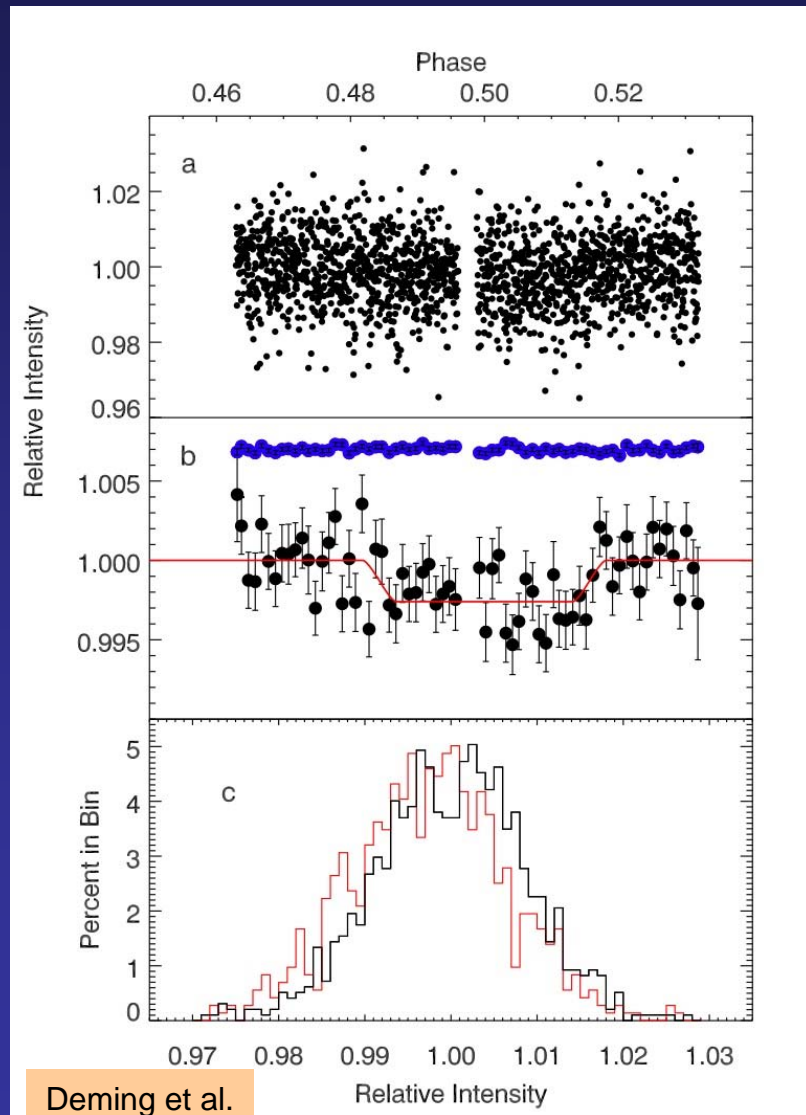 Phase
0.46 0.48 0.50 0.52
a
1.02
1.00
0.98
0.96
Relative Intensity
b
1.005
1.000
0.995
c
5
4
3
2
1
0
Percent in Bin
0.97 0.98 0.99 1.00 1.01 1.02 1.03
Relative Intensity
Deming et al.